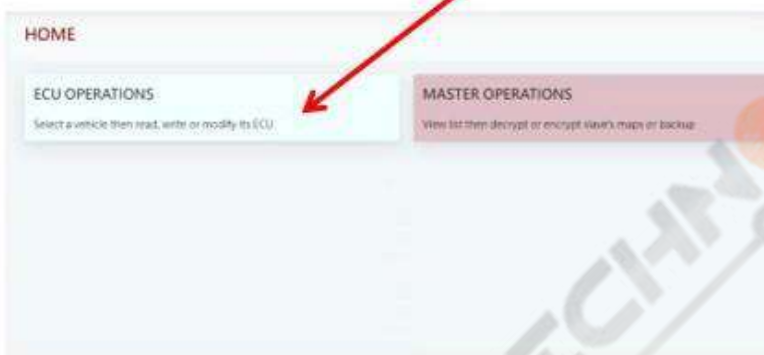 HOME
ECU OPERATIONS
Select a vehicle then read, write or modify its ECU
MASTER OPERATIONS
View list then decrypt or encrypt slave's maps or backup